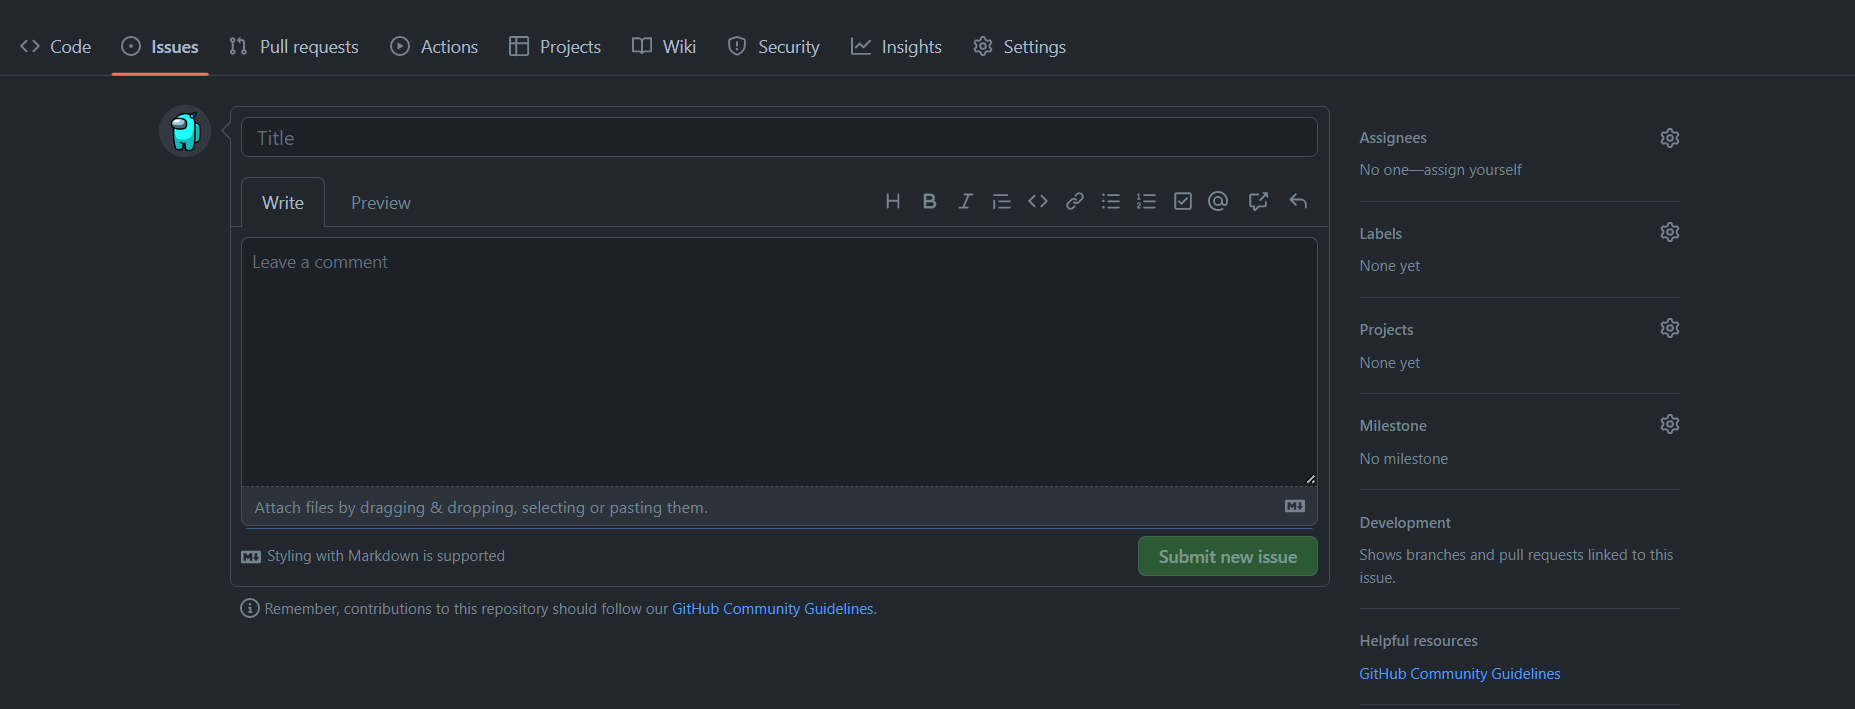 Code Issues Pull requests Actions Projects Wiki Security Insights Settings
Title
Write Preview
Leave a comment
Attach files by dragging & dropping, selecting or pasting them.
Styling with Markdown is supported
Submit new issue
Remember, contributions to this repository should follow our GitHub Community Guidelines.
Assignees
No one—assign yourself
Labels
None yet
Projects
None yet
Milestone
No milestone
Development
Shows branches and pull requests linked to this
issue.
Helpful resources
GitHub Community Guidelines